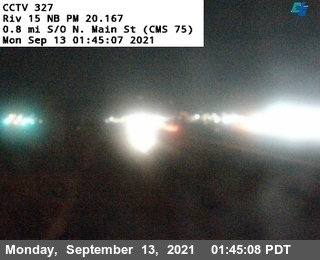 CCTV 327
Riv 15 NB PM 20.167
0.8 mi S/O N. Main St (CMS 75)
Mon Sep 13 01:45:07 2021
Monday, September 13, 2021 01:45:08 PDT